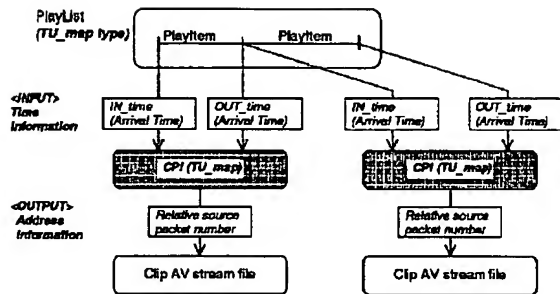 PlayList
(TU_map type)
PlayItem
PlayItem
<INPUT>
Time
Information
IN_time
(Arrival Time)
OUT_time
(Arrival Time)
IN_time
(Arrival Time)
OUT_time
(Arrival Time)
CPI (TU_map)
CPI (TU_map)
<OUTPUT>
Address
Information
Relative source
packet number
Relative source
packet number
Clip AV stream file
Clip AV stream file